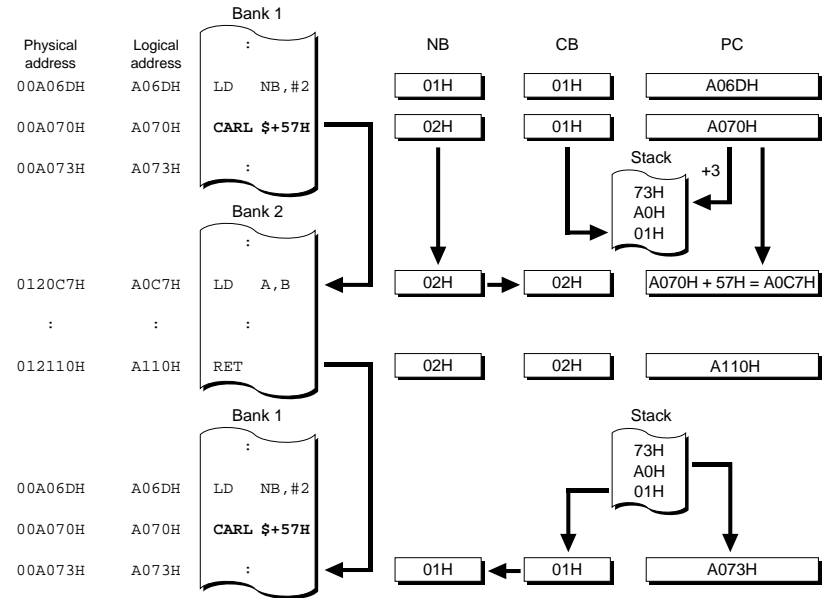 Bank 1
Physical address
Logical address
NB
CB
PC
:
00A06DH A06DH LD NB,#2 01H 01H A06DH
00A070H A070H CARL $+57H 02H 01H A070H
00A073H A073H :
Stack
+3
73H
A0H
01H
Bank 2
:
0120C7H A0C7H LD A,B 02H 02H A070H + 57H = A0C7H
: : :
012110H A110H RET 02H 02H A110H
Bank 1
Stack
:
73H
A0H
01H
00A06DH A06DH LD NB,#2
00A070H A070H CARL $+57H
00A073H A073H : 01H 01H A073H